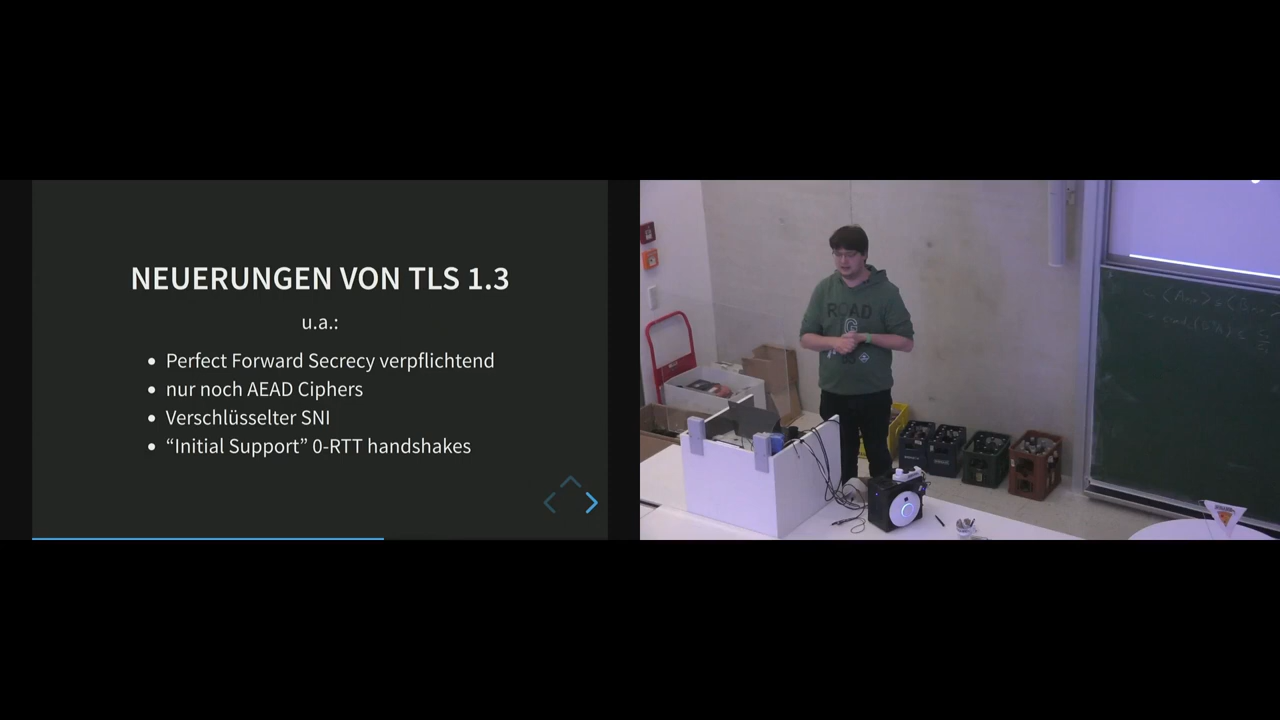 NEUERUNGEN VON TLS 1.3
u.a.:
• Perfect Forward Secrecy verpflichtend
• nur noch AEAD Ciphers
• Verschlüsselter SNI
• “Initial Support” 0-RTT handshakes
ROAD
G